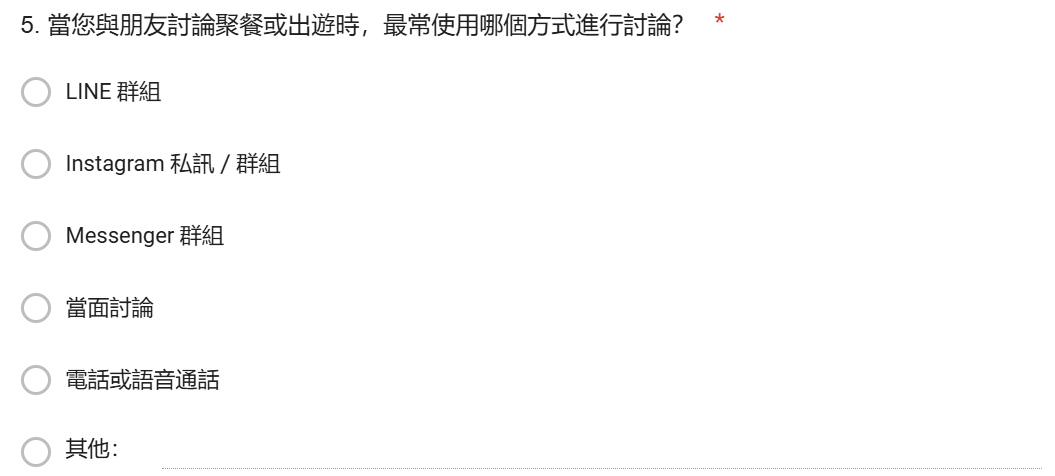 5. 當您與朋友討論聚餐或出遊時，最常使用哪個方式進行討論？ *
LINE 群組
Instagram 私訊 / 群組
Messenger 群組
當面討論
電話或語音通話
其他：